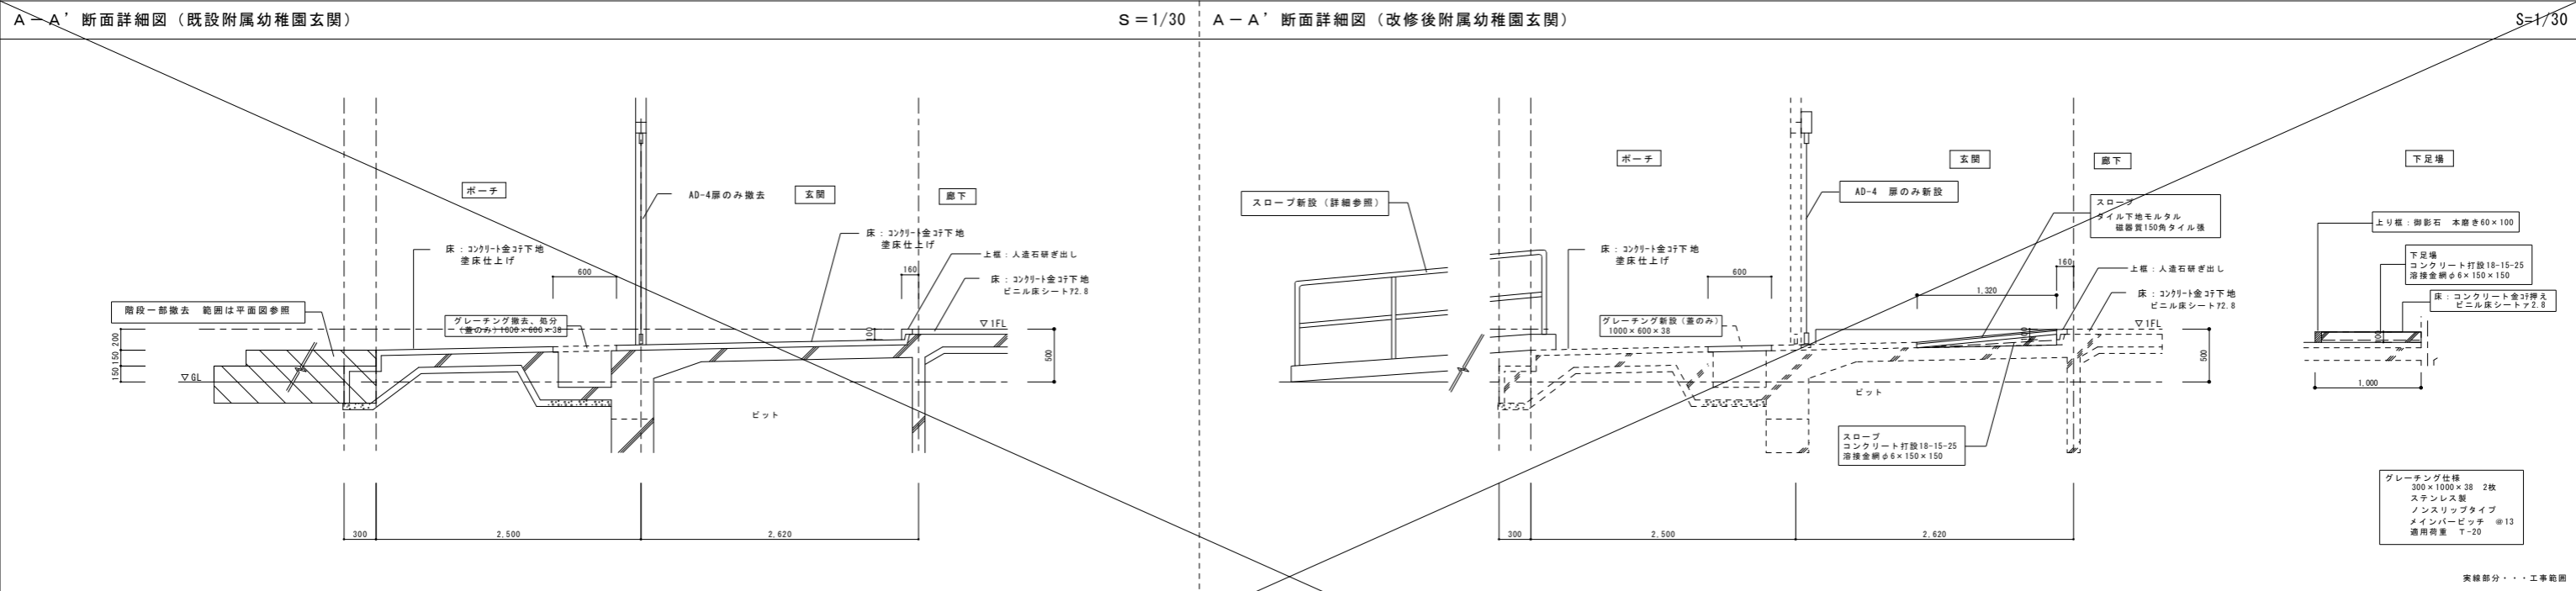 A－A’断面詳細図（既設附属幼稚園玄関）
S＝1/30
ポーチ
AD-4扉のみ撤去
玄関
廊下
床：コンクリート金コテ下地
塗床仕上げ
床：コンクリート金コテ下地
塗床仕上げ
上框：人造石研ぎ出し
床：コンクリート金コテ下地
ビニル床シートｱ2.8
600
160
階段一部撤去　範囲は平面図参照
グレーチング撤去、処分
（蓋のみ）1000×600×38
100
▽1FL
200
150
150
500
▽GL
ピット
300
2,500
2,620
A－A’断面詳細図（改修後附属幼稚園玄関）
S=1/30
ポーチ
玄関
廊下
下足場
スロープ新設（詳細参照）
AD-4　扉のみ新設
スロープ
タイル下地モルタル
磁器質150角タイル張
上り框：御影石　本磨き60×100
床：コンクリート金コテ下地
塗床仕上げ
下足場
コンクリート打設18-15-25
溶接金網φ6×150×150
600
160
上框：人造石研ぎ出し
1,320
床：コンクリート金コテ下地
ビニル床シートｱ2.8
床：コンクリート金コテ押え
ビニル床シートァ2.8
グレーチング新設（蓋のみ）
1000×600×38
▽1FL
100
500
1,000
ピット
スロープ
コンクリート打設18-15-25
溶接金網φ6×150×150
300
2,500
2,620
グレーチング仕様
300×1000×38　2枚
ステンレス製
ノンスリップタイプ
メインバーピッチ　@13
適用荷重　T-20
実線部分・・・工事範囲